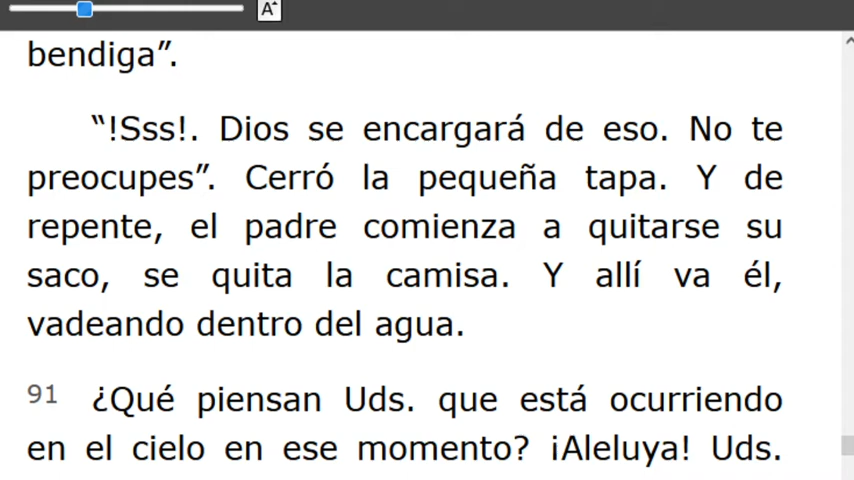 A
bendiga”.
“!Sss!. Dios se encargará de eso. No te
preocupes”. Cerró la pequeña tapa. Y de
repente, el padre comienza a quitarse su
saco, se quita la camisa. Y allí va él,
vadeando dentro del agua.
91 ¿Qué piensan Uds. que está ocurriendo
en el cielo en ese momento? ¡Aleluya! Uds.